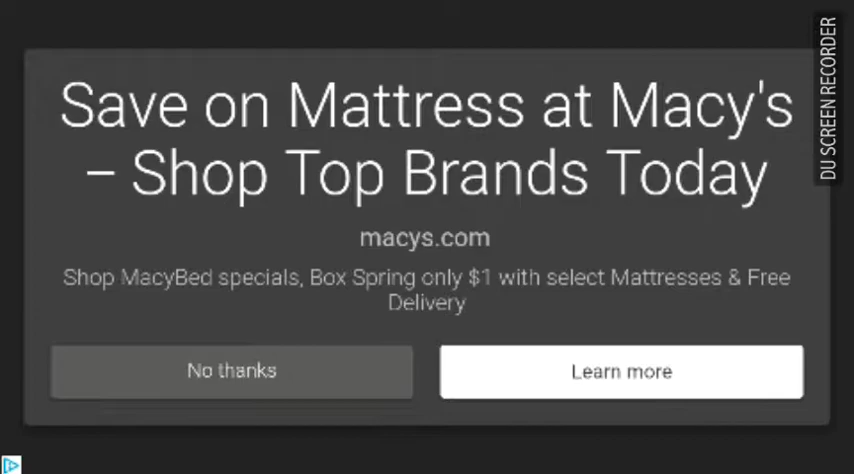 Save on Mattress at Macy's
– Shop Top Brands Today
macys.com
Shop MacyBed specials, Box Spring only $1 with select Mattresses & Free
Delivery
No thanks
Learn more
DU SCREEN RECORDER